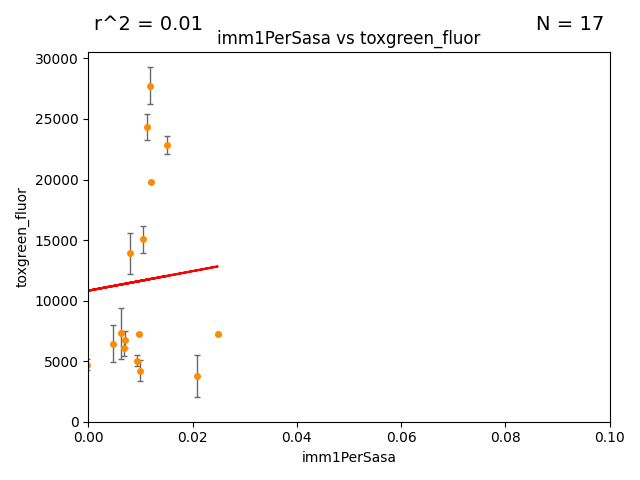 r^2 = 0.01
N = 17
imm1PerSasa vs toxgreen_fluor
30000
25000
20000
15000
10000
5000
0
toxgreen_fluor
0.00
0.02
0.04
0.06
0.08
0.10
imm1PerSasa